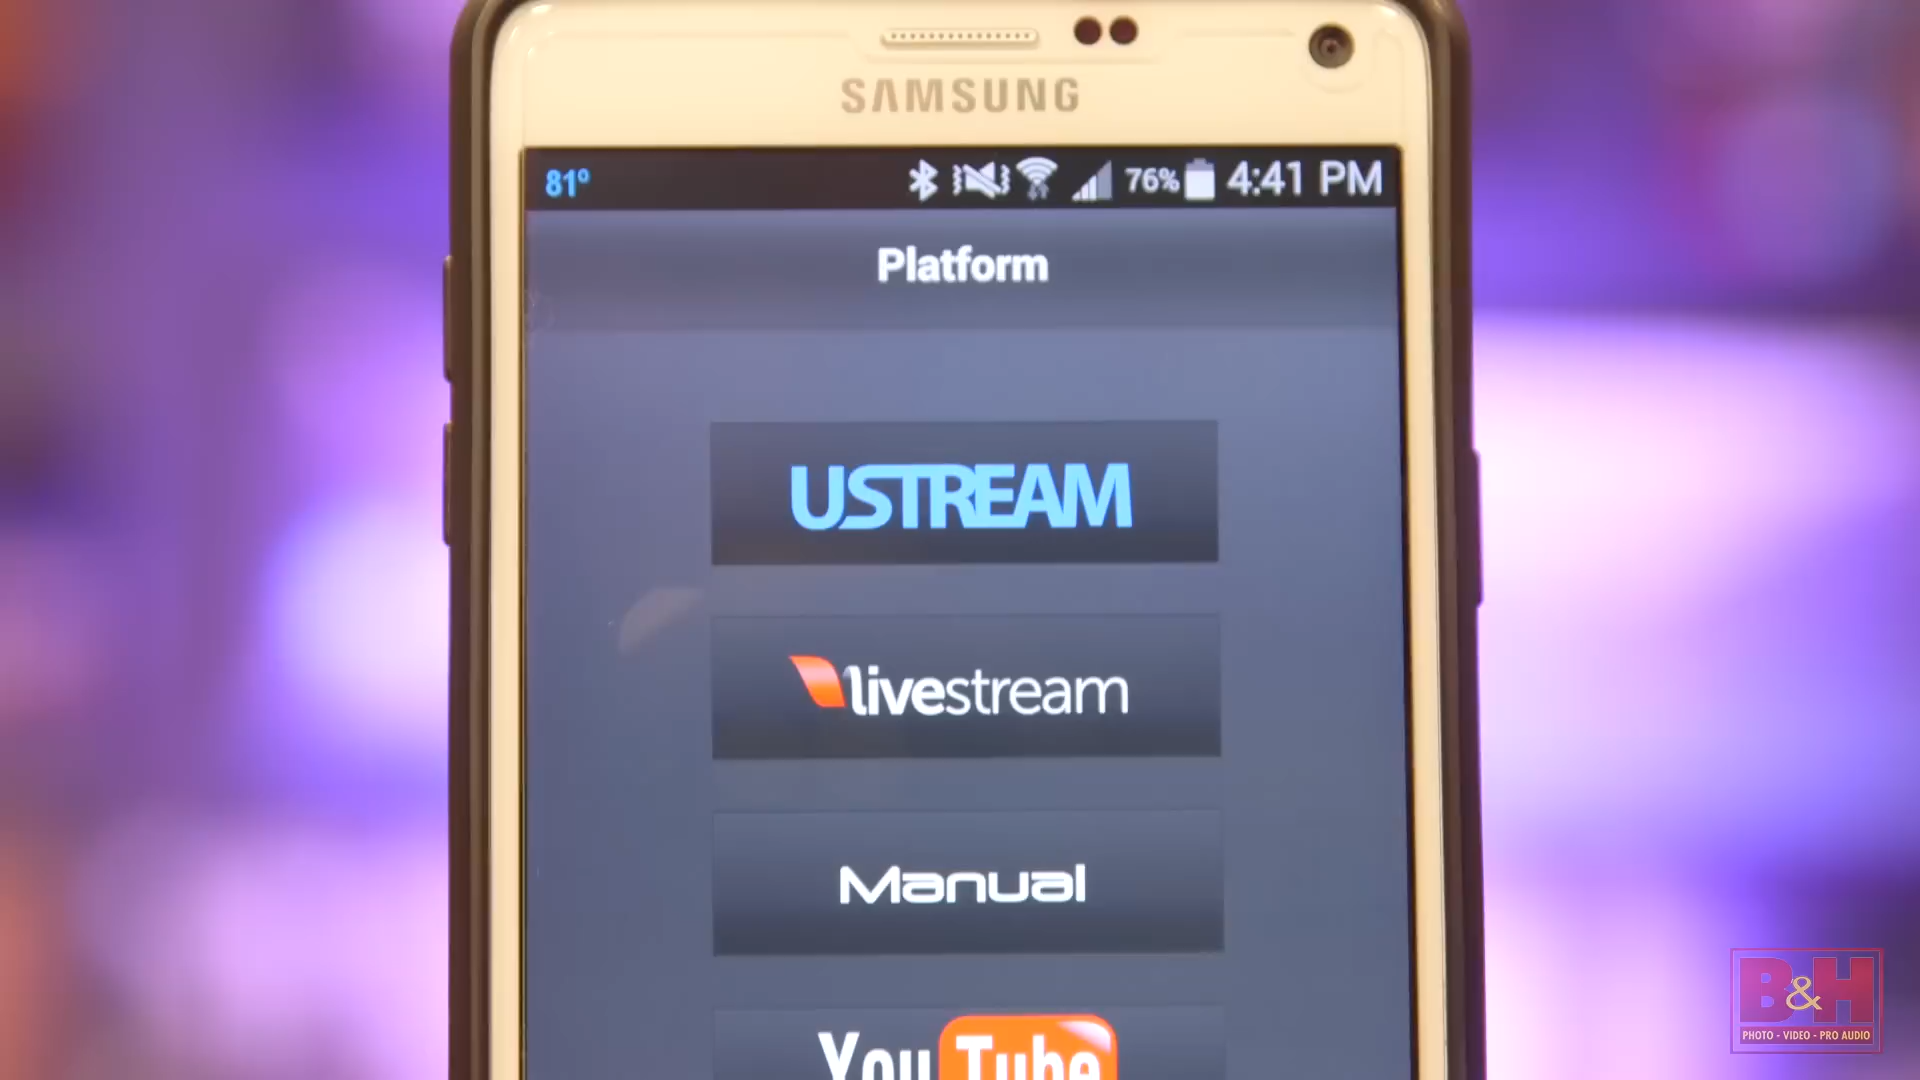 SAMSUNG
81° 76% 4:41 PM
Platform
USTREAM
livestream
Manual
YouTube
B&H
PHOTO - VIDEO - PRO AUDIO